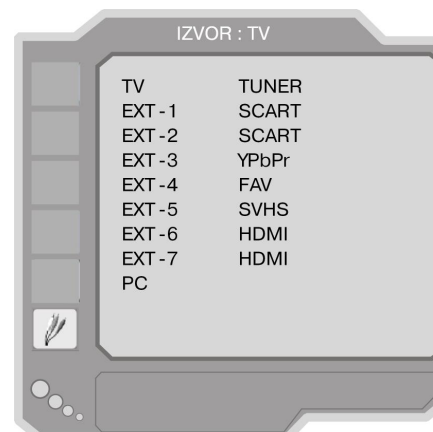 IZVOR : TV
TV TUNER
EXT - 1 SCART
EXT - 2 SCART
EXT - 3 YPbPr
EXT - 4 FAV
EXT - 5 SVHS
EXT - 6 HDMI
EXT - 7 HDMI
PC